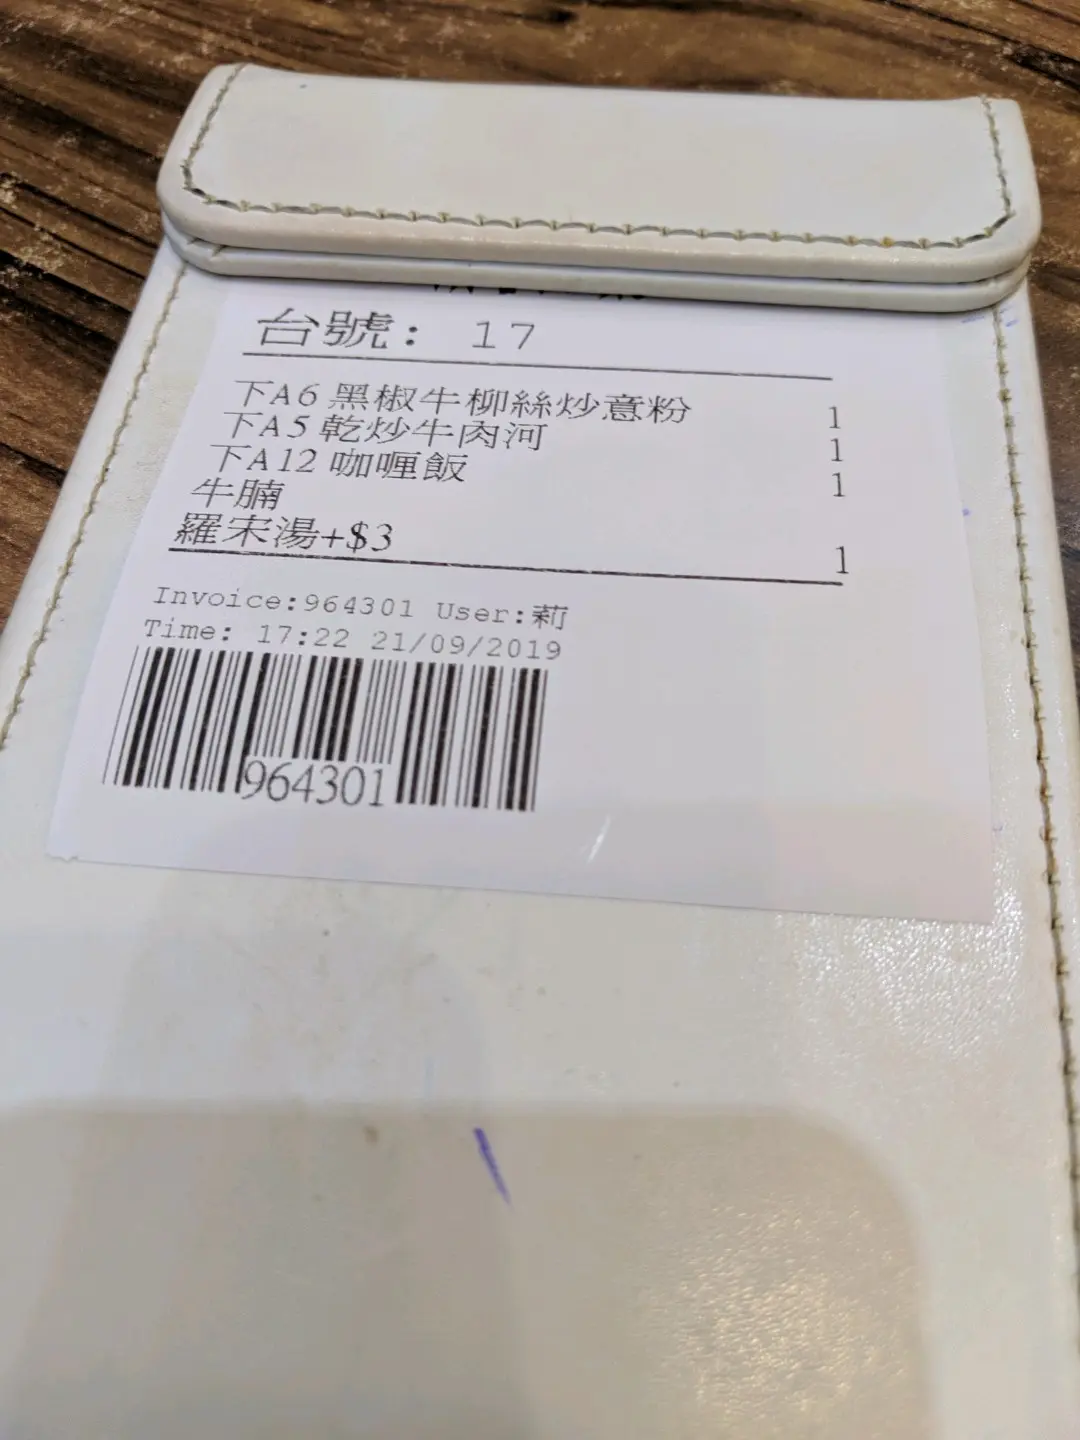 台號: 17
下A6 黑椒牛柳絲炒意粉 1
下A5 乾炒牛肉河 1
下A12 咖喱飯 1
牛腩
羅宋湯+$3 1
Invoice:964301 User:莉
Time: 17:22 21/09/2019
964301